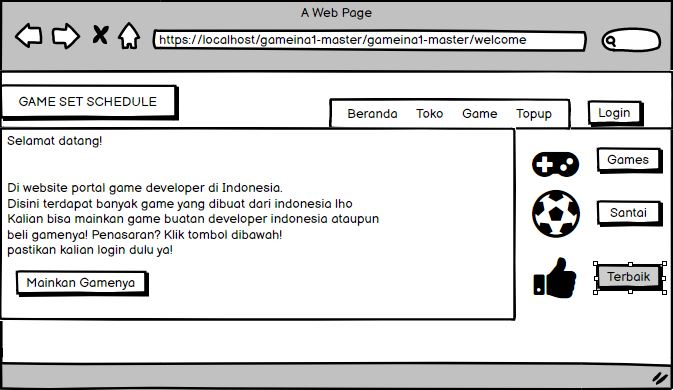 A Web Page
https://localhost/gameina1-master/gameina1-master/welcome
GAME SET SCHEDULE
Beranda Toko Game Topup
Login
Selamat datang!
Di website portal game developer di Indonesia.
Disini terdapat banyak game yang dibuat dari indonesia lho
Kalian bisa mainkan game buatan developer indonesia ataupun
beli gamenya! Penasaran? Klik tombol dibawah!
pastikan kalian login dulu ya!
Mainkan Gamenya
Games
Santai
Terbaik